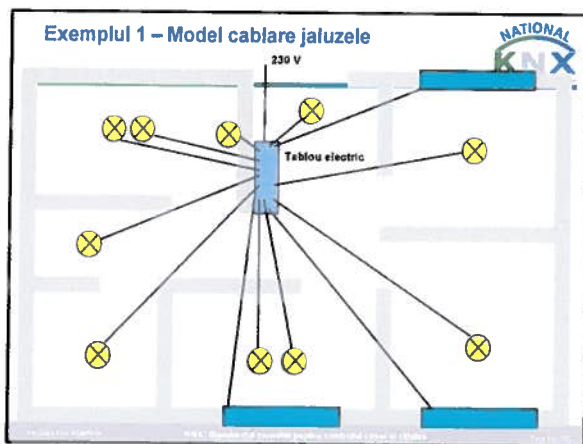 Exemplul 1 – Model cablare jaluzele
NATIONAL
KNX
230 V
Tablou electric